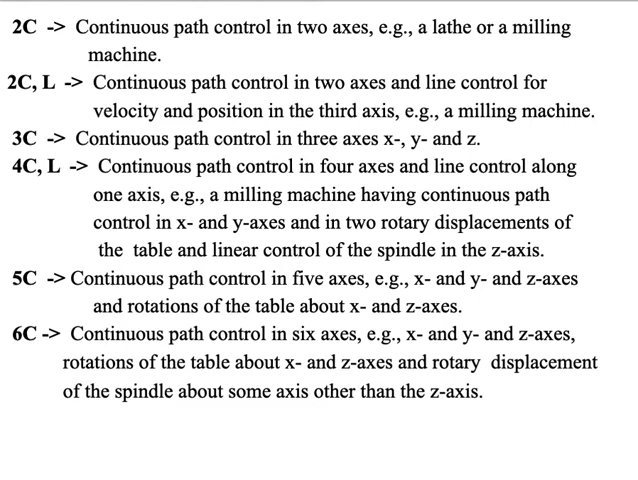 2C -> Continuous path control in two axes, e.g., a lathe or a milling
machine.
2C, L -> Continuous path control in two axes and line control for
velocity and position in the third axis, e.g., a milling machine.
3C -> Continuous path control in three axes x-, y- and z.
4C, L -> Continuous path control in four axes and line control along
one axis, e.g., a milling machine having continuous path
control in x- and y-axes and in two rotary displacements of
the table and linear control of the spindle in the z-axis.
5C -> Continuous path control in five axes, e.g., x- and y- and z-axes
and rotations of the table about x- and z-axes.
6C -> Continuous path control in six axes, e.g., x- and y- and z-axes,
rotations of the table about x- and z-axes and rotary displacement
of the spindle about some axis other than the z-axis.